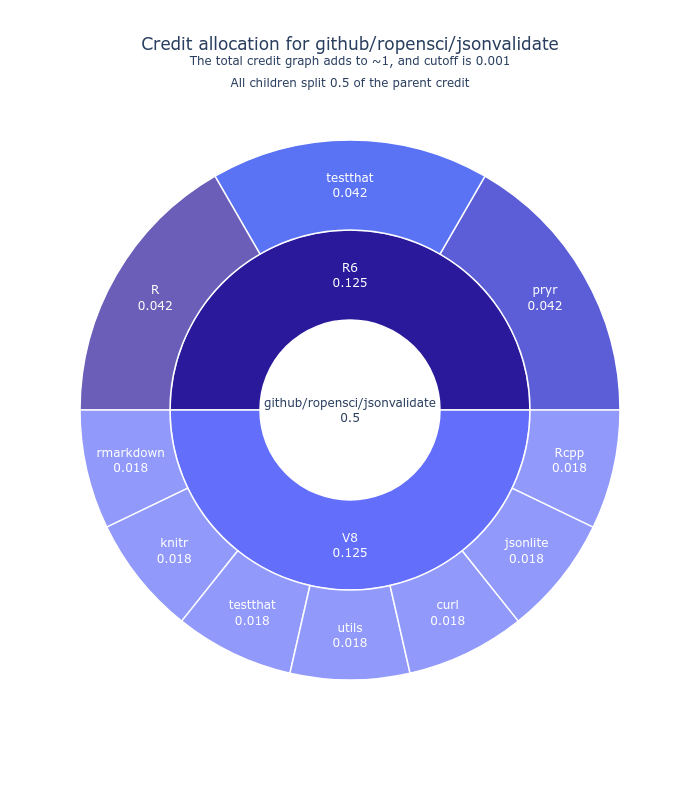 Credit allocation for github/ropensci/jsonvalidate
The total credit graph adds to ~1, and cutoff is 0.001
All children split 0.5 of the parent credit
testthat
0.042
R6
0.125
R
0.042
pryr
0.042
github/ropensci/jsonvalidate
0.5
rmarkdown
0.018
Rcpp
0.018
V8
0.125
knitr
0.018
jsonlite
0.018
testthat
0.018
curl
0.018
utils
0.018